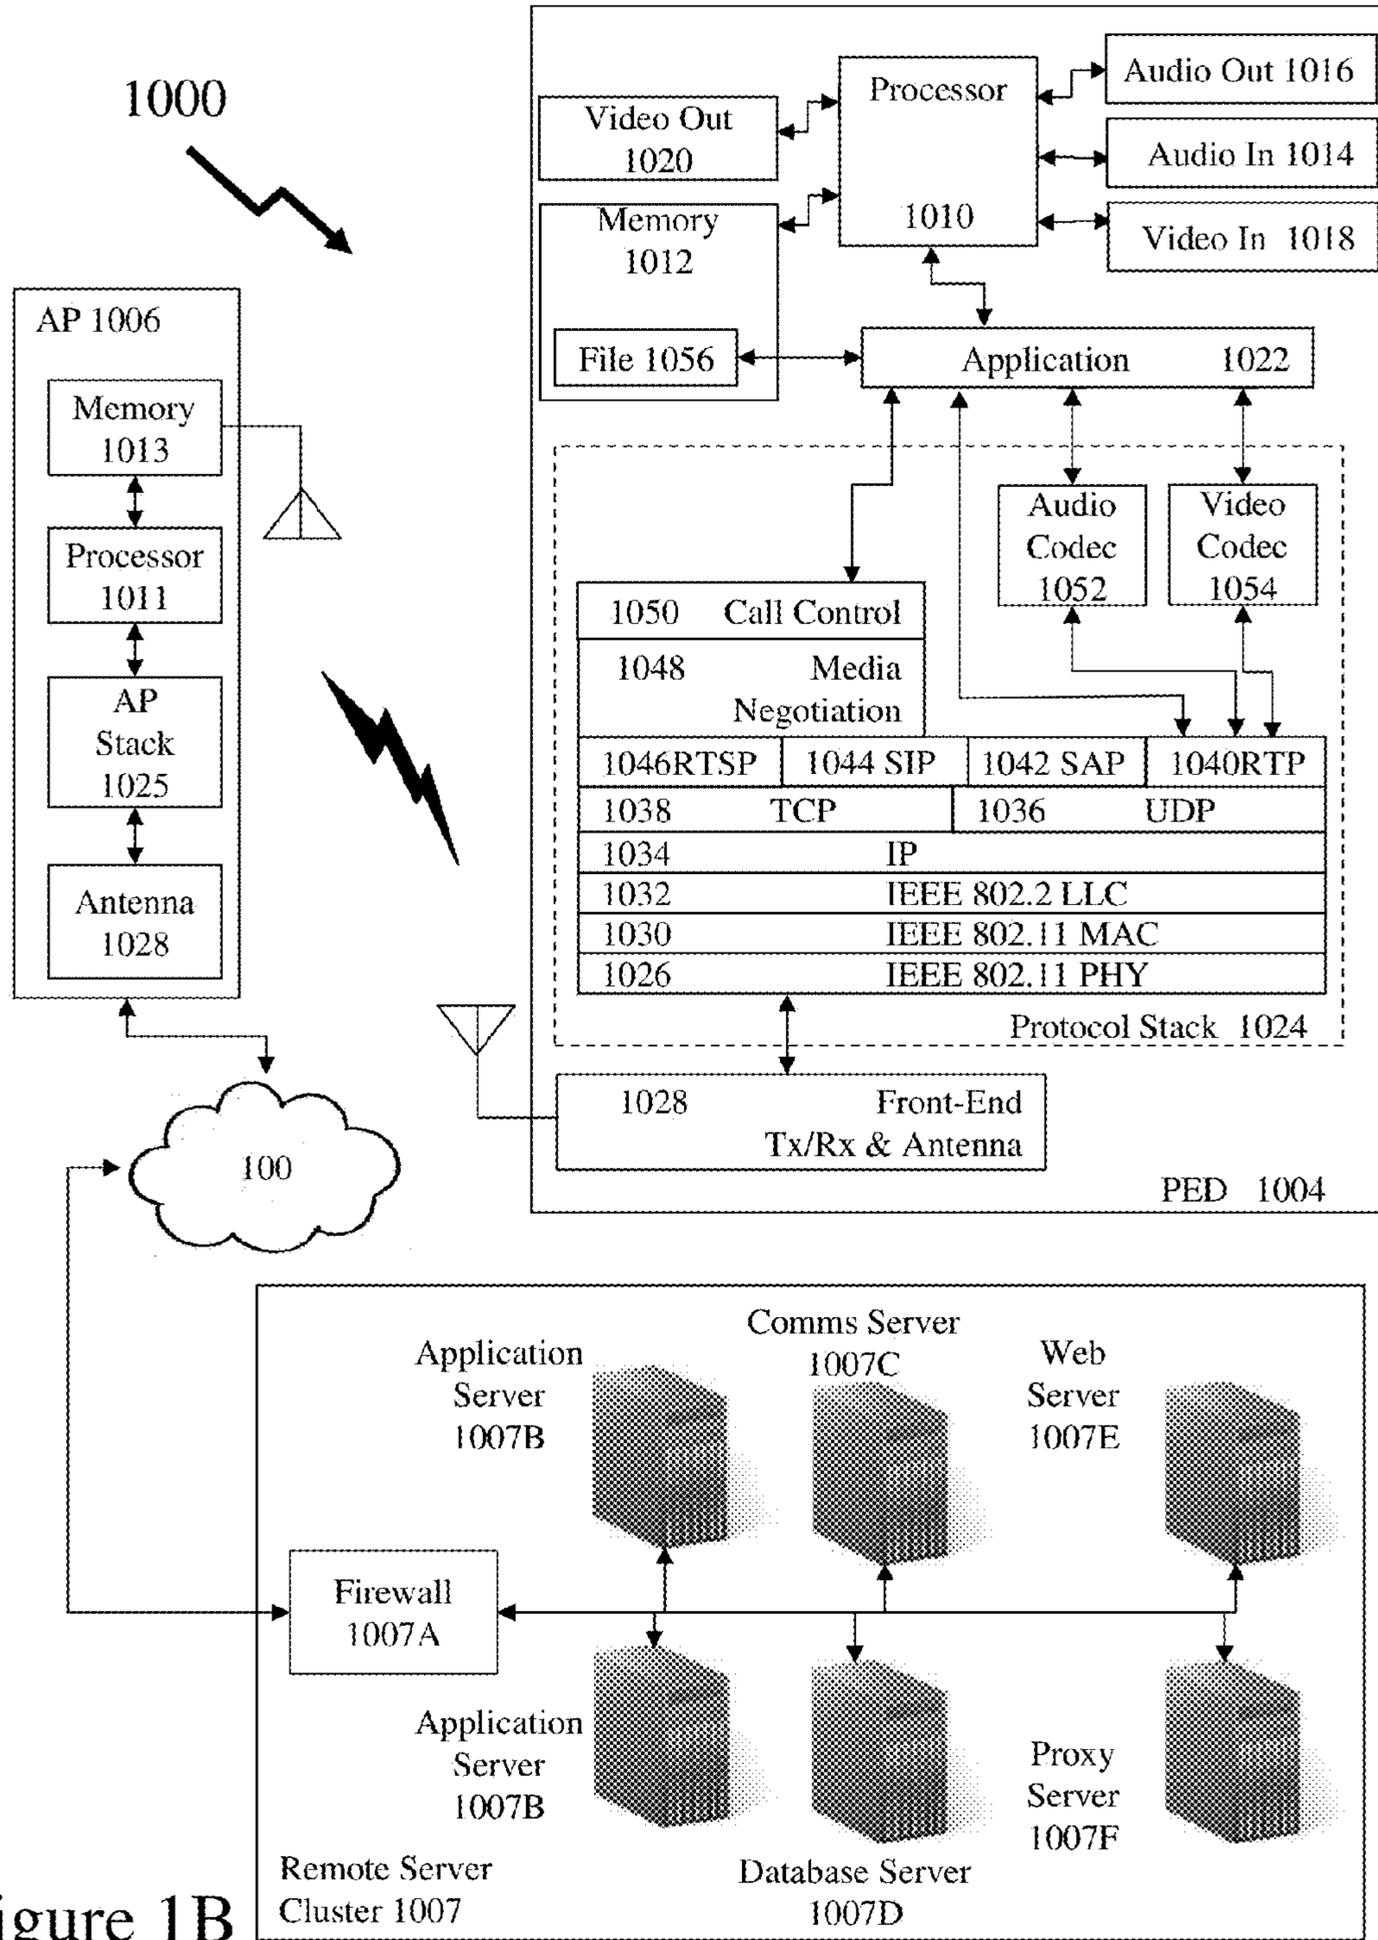 1000
Video Out
1020
Processor
1010
Audio Out 1016
Audio In 1014
Video In 1018
Memory
1012
File 1056
Application 1022
AP 1006
Memory
1013
Processor
1011
AP
Stack
1025
Antenna
1028
Audio
Codec
1052
Video
Codec
1054
1050 Call Control
1048 Media
Negotiation
1046RTSP 1044 SIP 1042 SAP 1040RTP
1038 TCP 1036 UDP
1034 IP
1032 IEEE 802.2 LLC
1030 IEEE 802.11 MAC
1026 IEEE 802.11 PHY
Protocol Stack 1024
1028 Front-End
Tx/Rx & Antenna
PED 1004
100
Application
Server
1007B
Comms Server
1007C
Web
Server
1007E
Firewall
1007A
Application
Server
1007B
Database Server
1007D
Proxy
Server
1007F
Remote Server
Cluster 1007
igure 1B